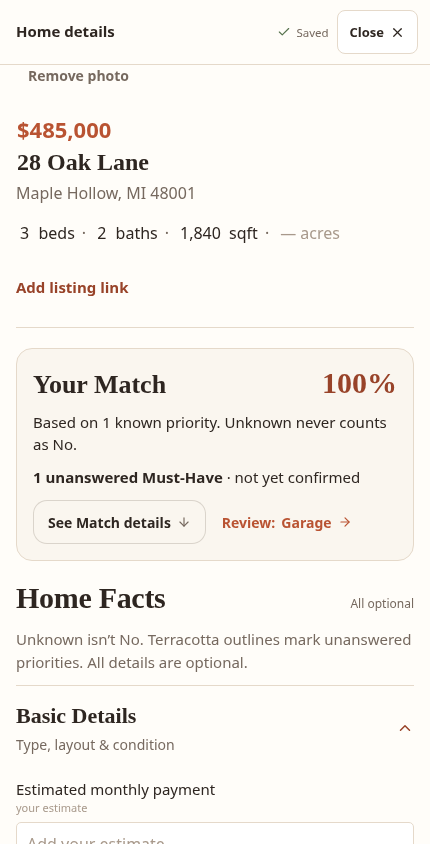 Home details
Saved
Close
Remove photo
$485,000
28 Oak Lane
Maple Hollow, MI 48001
3 beds · 2 baths · 1,840 sqft · — acres
Add listing link
Your Match
100%
Based on 1 known priority. Unknown never counts
as No.
1 unanswered Must-Have · not yet confirmed
See Match details ↓
Review: Garage →
Home Facts
All optional
Unknown isn’t No. Terracotta outlines mark unanswered
priorities. All details are optional.
Basic Details
Type, layout & condition
Estimated monthly payment
your estimate
Add your estimate